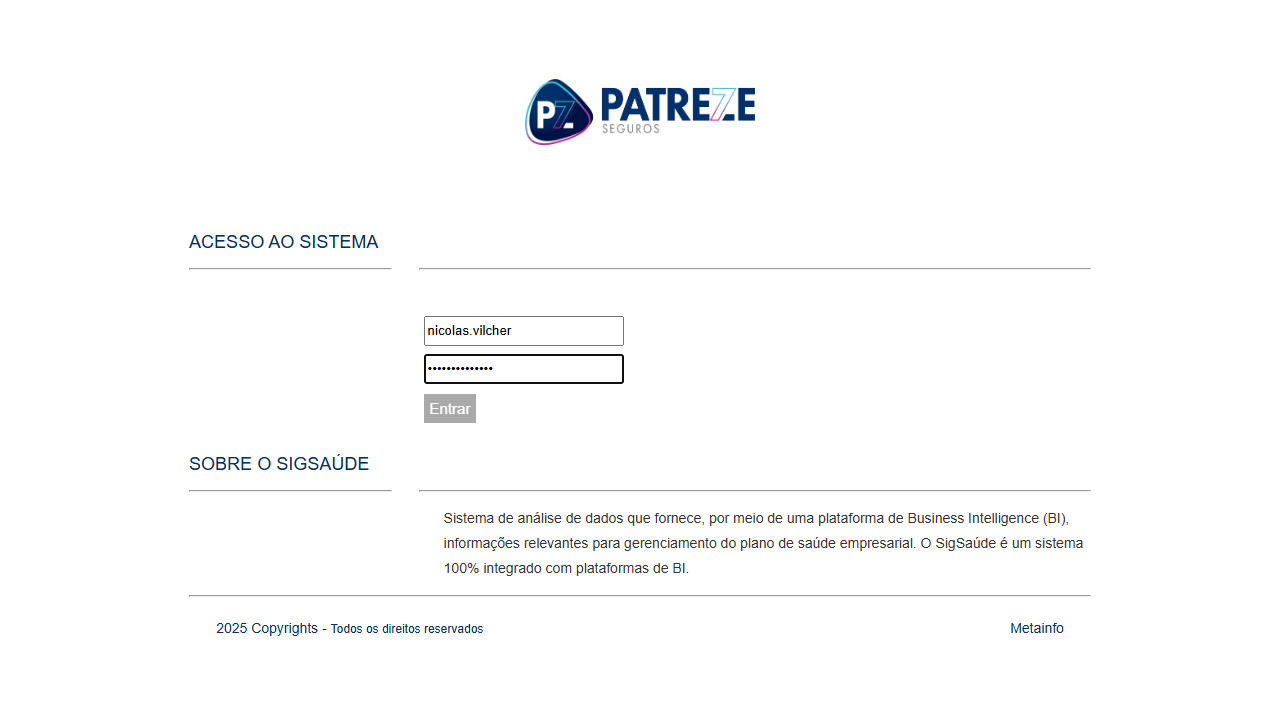 PZ PATREZE
SEGUROS
ACESSO AO SISTEMA
nicolas.vilcher
••••••••••••••
Entrar
SOBRE O SIGSAÚDE
Sistema de análise de dados que fornece, por meio de uma plataforma de Business Intelligence (BI),
informações relevantes para gerenciamento do plano de saúde empresarial. O SigSaúde é um sistema
100% integrado com plataformas de BI.
2025 Copyrights - Todos os direitos reservados
Metainfo